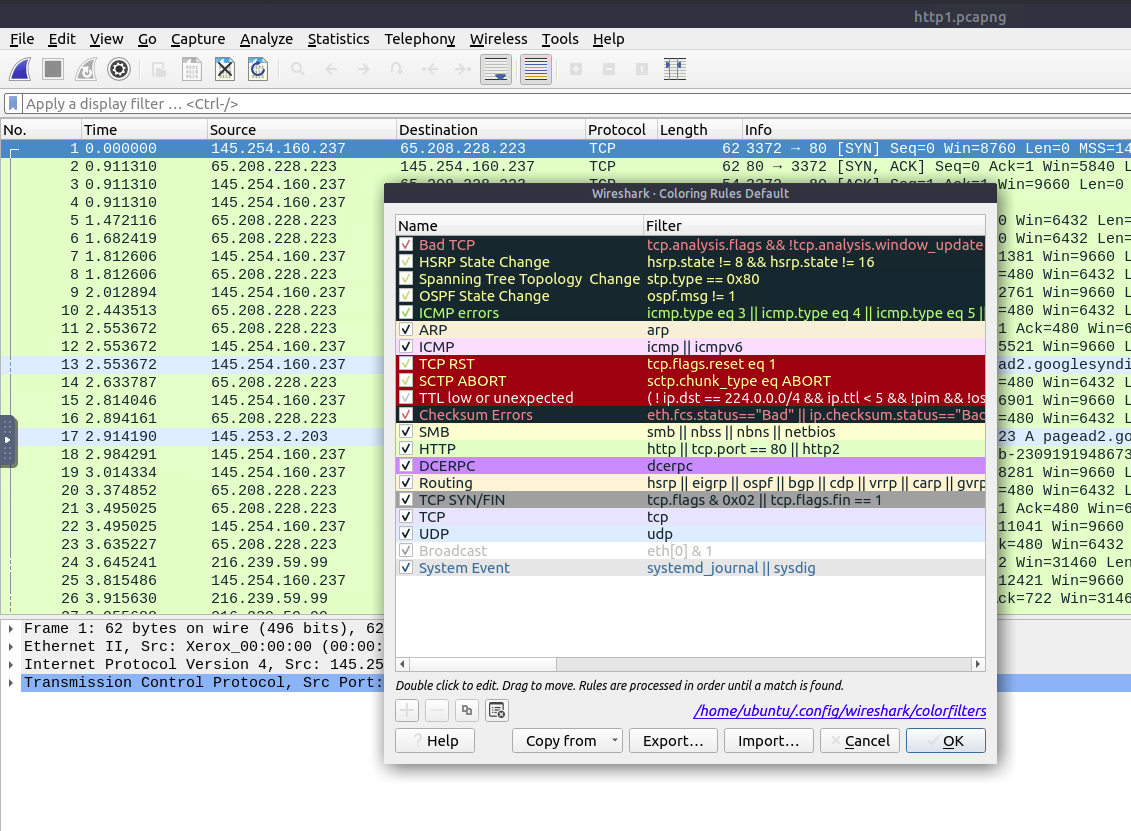 http1.pcapng
File Edit View Go Capture Analyze Statistics Telephony Wireless Tools Help
Apply a display filter … <Ctrl-/>
No. Time Source Destination Protocol Length Info
1 0.000000 145.254.160.237 65.208.228.223 TCP 62 3372 → 80 [SYN] Seq=0 Win=8760 Len=0 MSS=14
2 0.911310 65.208.228.223 145.254.160.237 TCP 62 80 → 3372 [SYN, ACK] Seq=0 Ack=1 Win=5840 L
3 0.911310 145.254.160.237 65.208.228.223 TCP 54 3372 → 80 [ACK] Seq=1 Ack=1 Win=9660 Len=0
4 0.911310 145.254.160.237
5 1.472116 65.208.228.223 0 Win=6432 Len=
6 1.682419 65.208.228.223 0 Win=6432 Len=
7 1.812606 145.254.160.237 1381 Win=9660 L
8 1.812606 65.208.228.223 =480 Win=6432 L
9 2.012894 145.254.160.237 2761 Win=9660 L
10 2.443513 65.208.228.223 =480 Win=6432 L
11 2.553672 65.208.228.223 1 Ack=480 Win=6
12 2.553672 145.254.160.237 5521 Win=9660 L
13 2.553672 145.254.160.237 ad2.googlesyndi
14 2.633787 65.208.228.223 =480 Win=6432 L
15 2.814046 145.254.160.237 6901 Win=9660 L
16 2.894161 65.208.228.223 =480 Win=6432 L
17 2.914190 145.253.2.203 23 A pagead2.goo
18 2.984291 145.254.160.237 b-2309191948673
19 3.014334 145.254.160.237 8281 Win=9660 L
20 3.374852 65.208.228.223 =480 Win=6432 L
21 3.495025 65.208.228.223 1 Ack=480 Win=6
22 3.495025 145.254.160.237 11041 Win=9660
23 3.635227 65.208.228.223 k=480 Win=6432
24 3.645241 216.239.59.99 2 Win=31460 Len
25 3.815486 145.254.160.237 12421 Win=9660
26 3.915630 216.239.59.99 ck=722 Win=3146
Wireshark · Coloring Rules Default
Name Filter
Bad TCP tcp.analysis.flags && !tcp.analysis.window_update
HSRP State Change hsrp.state != 8 && hsrp.state != 16
Spanning Tree Topology Change stp.type == 0x80
OSPF State Change ospf.msg != 1
ICMP errors icmp.type eq 3 || icmp.type eq 4 || icmp.type eq 5 ||
ARP arp
ICMP icmp || icmpv6
TCP RST tcp.flags.reset eq 1
SCTP ABORT sctp.chunk_type eq ABORT
TTL low or unexpected ( ! ip.dst == 224.0.0.0/4 && ip.ttl < 5 && !pim && !os
Checksum Errors eth.fcs.status=="Bad" || ip.checksum.status=="Bad
SMB smb || nbss || nbns || netbios
HTTP http || tcp.port == 80 || http2
DCERPC dcerpc
Routing hsrp || eigrp || ospf || bgp || cdp || vrrp || carp || gvrp
TCP SYN/FIN tcp.flags & 0x02 || tcp.flags.fin == 1
TCP tcp
UDP udp
Broadcast eth[0] & 1
System Event systemd_journal || sysdig
Double click to edit. Drag to move. Rules are processed in order until a match is found.
/home/ubuntu/.config/wireshark/colorfilters
Help Copy from Export… Import… Cancel OK
Frame 1: 62 bytes on wire (496 bits), 62
Ethernet II, Src: Xerox_00:00:00 (00:00:
Internet Protocol Version 4, Src: 145.25
Transmission Control Protocol, Src Port: